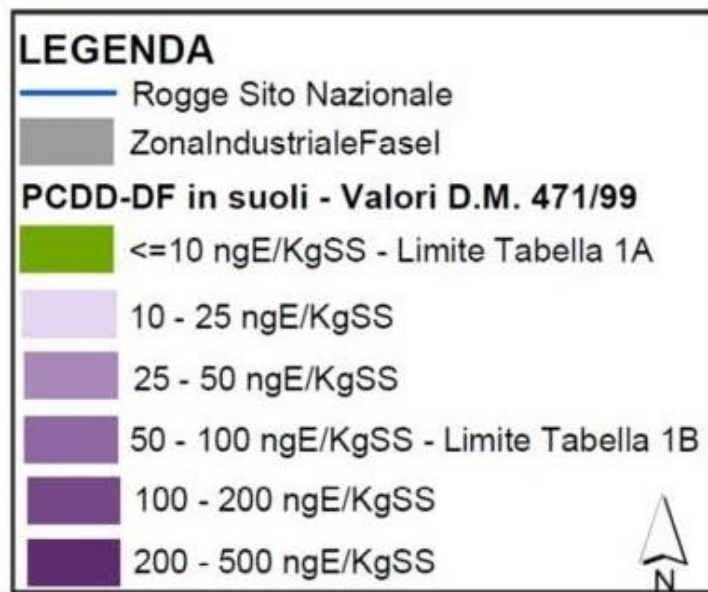 LEGENDA
Rogge Sito Nazionale
ZonaIndustrialeFaseI
PCDD-DF in suoli - Valori D.M. 471/99
<=10 ngE/KgSS - Limite Tabella 1A
10 - 25 ngE/KgSS
25 - 50 ngE/KgSS
50 - 100 ngE/KgSS - Limite Tabella 1B
100 - 200 ngE/KgSS
200 - 500 ngE/KgSS
N